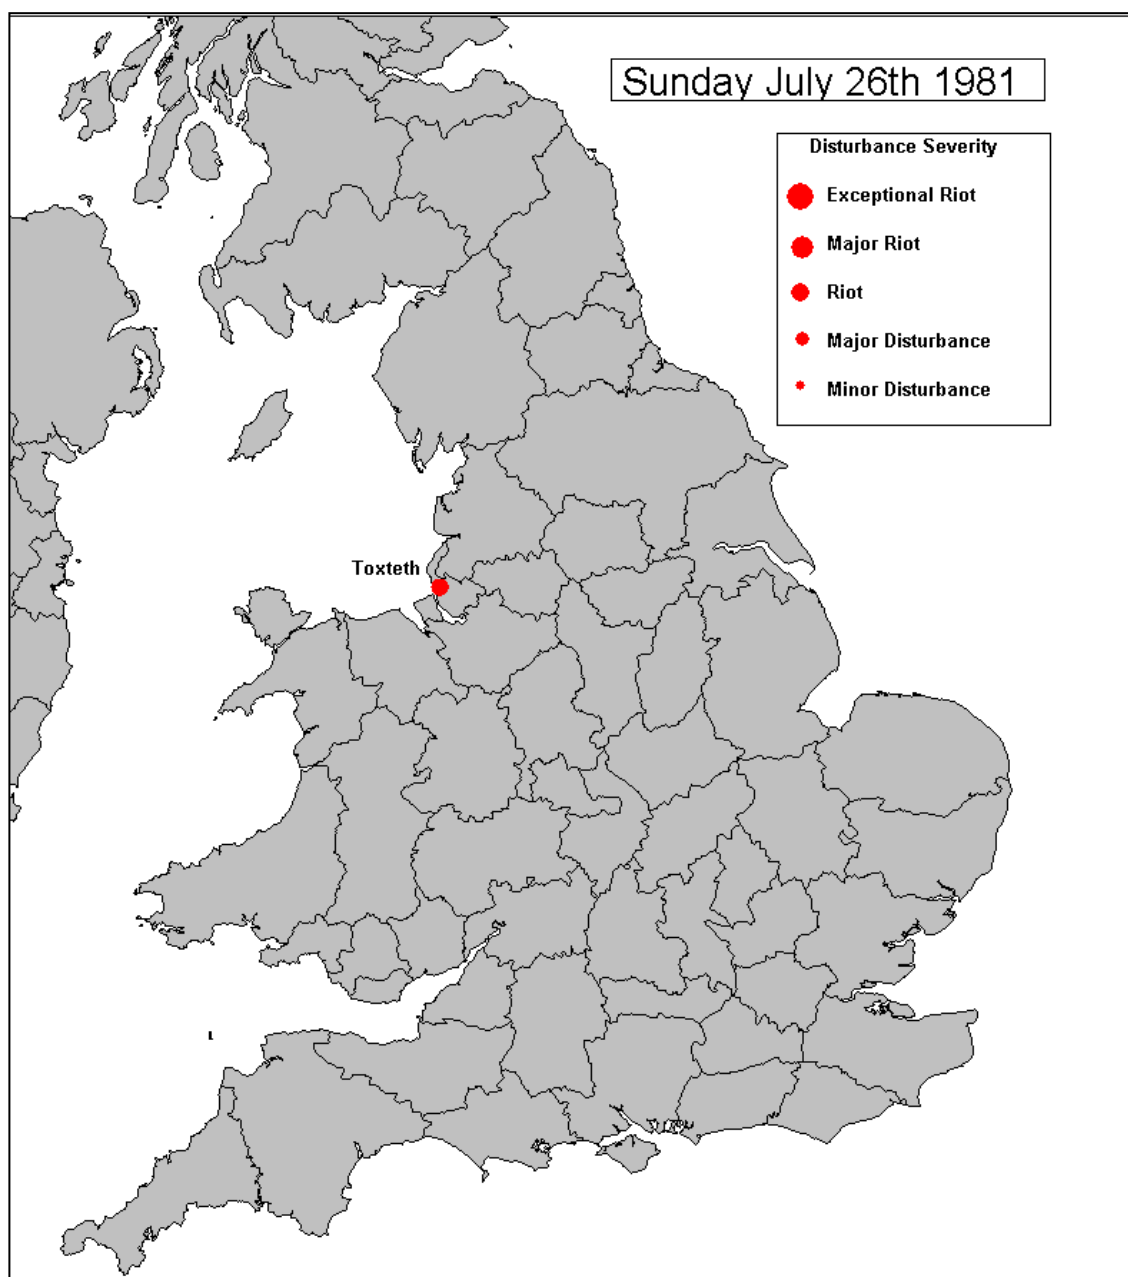 Sunday July 26th 1981
Disturbance Severity
Exceptional Riot
Major Riot
Riot
Major Disturbance
Minor Disturbance
Toxteth